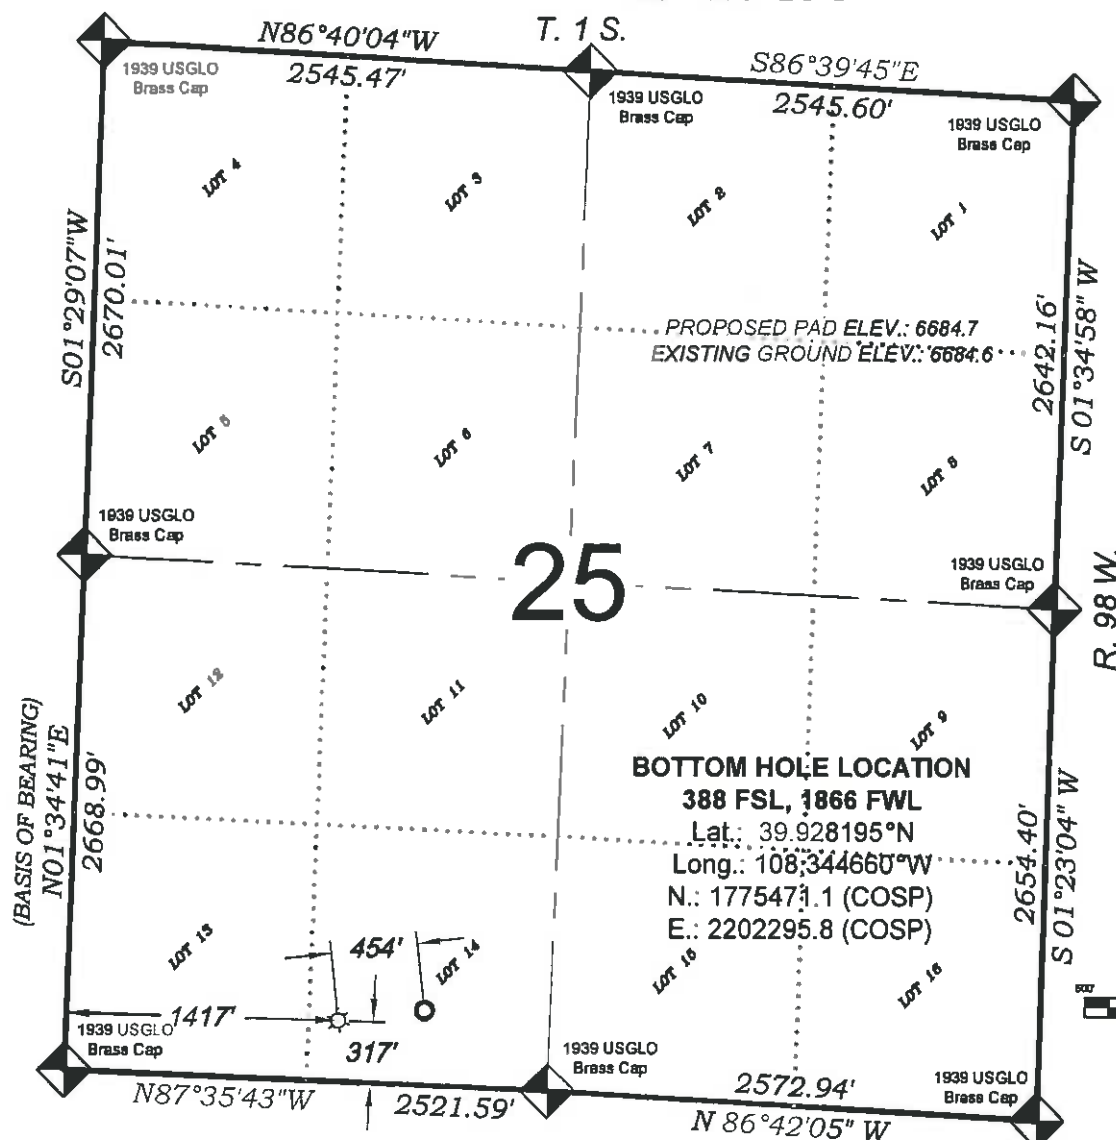 T. 1 S.
N86°40'04"W
2545.47'
S86°39'45"E
2545.60'
1939 USGLO
Brass Cap
1939 USGLO
Brass Cap
1939 USGLO
Brass Cap
LOT 4
LOT 3
LOT 2
LOT 1
S01°29'07"W
2670.01'
2642.16'
S 01°34'58" W
PROPOSED PAD ELEV.: 6684.7
EXISTING GROUND ELEV.: 6684.6
LOT 5
LOT 6
LOT 7
LOT 8
1939 USGLO
Brass Cap
25
1939 USGLO
Brass Cap
R. 98 W.
LOT 12
LOT 11
LOT 10
LOT 9
(BASIS OF BEARING)
N01°34'41"E
2668.99'
BOTTOM HOLE LOCATION
388 FSL, 1866 FWL
Lat.: 39.928195°N
Long.: 108.344660°W
N.: 1775471.1 (COSP)
E.: 2202295.8 (COSP)
2654.40'
S 01°23'04" W
LOT 13
454'
LOT 14
LOT 15
LOT 16
500'
1417'
317'
1939 USGLO
Brass Cap
1939 USGLO
Brass Cap
1939 USGLO
Brass Cap
N87°35'43"W
2521.59'
2572.94'
N 86°42'05" W